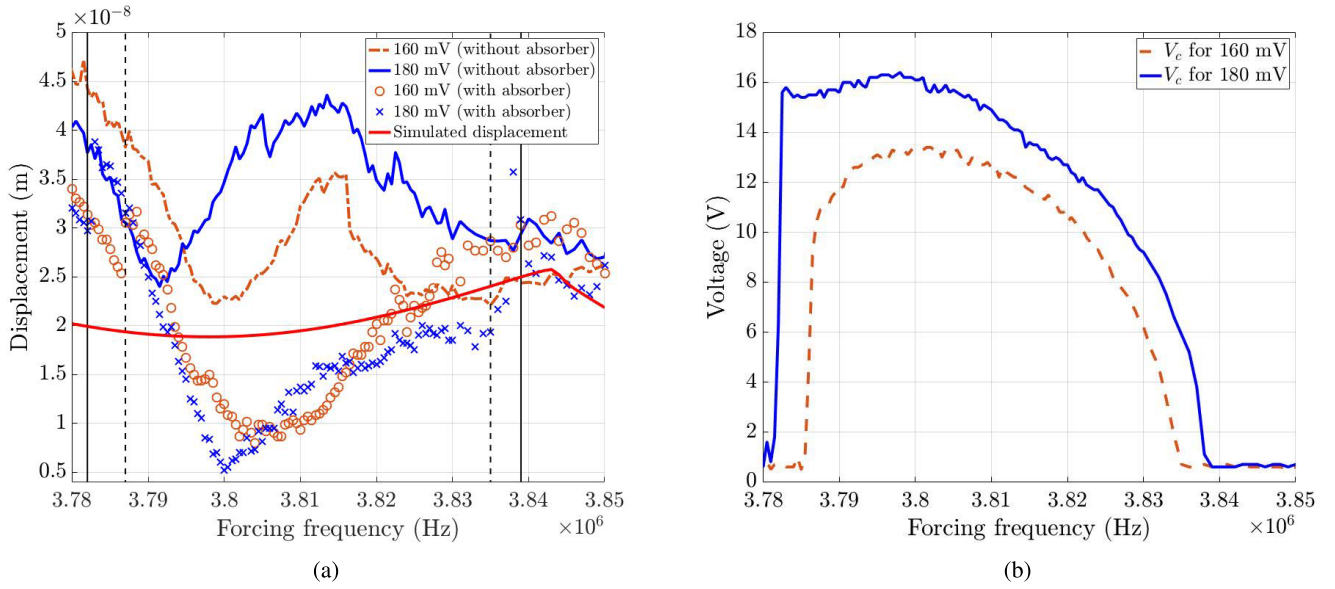 ×10⁻⁸
5
4.5
4
3.5
3
2.5
2
1.5
1
0.5
Displacement (m)
160 mV (without absorber)
180 mV (without absorber)
160 mV (with absorber)
180 mV (with absorber)
Simulated displacement
3.78 3.79 3.8 3.81 3.82 3.83 3.84 3.85
Forcing frequency (Hz) ×10⁶
(a)
18
16
14
12
10
8
6
4
2
0
Voltage (V)
V_c for 160 mV
V_c for 180 mV
3.78 3.79 3.8 3.81 3.82 3.83 3.84 3.85
Forcing frequency (Hz) ×10⁶
(b)